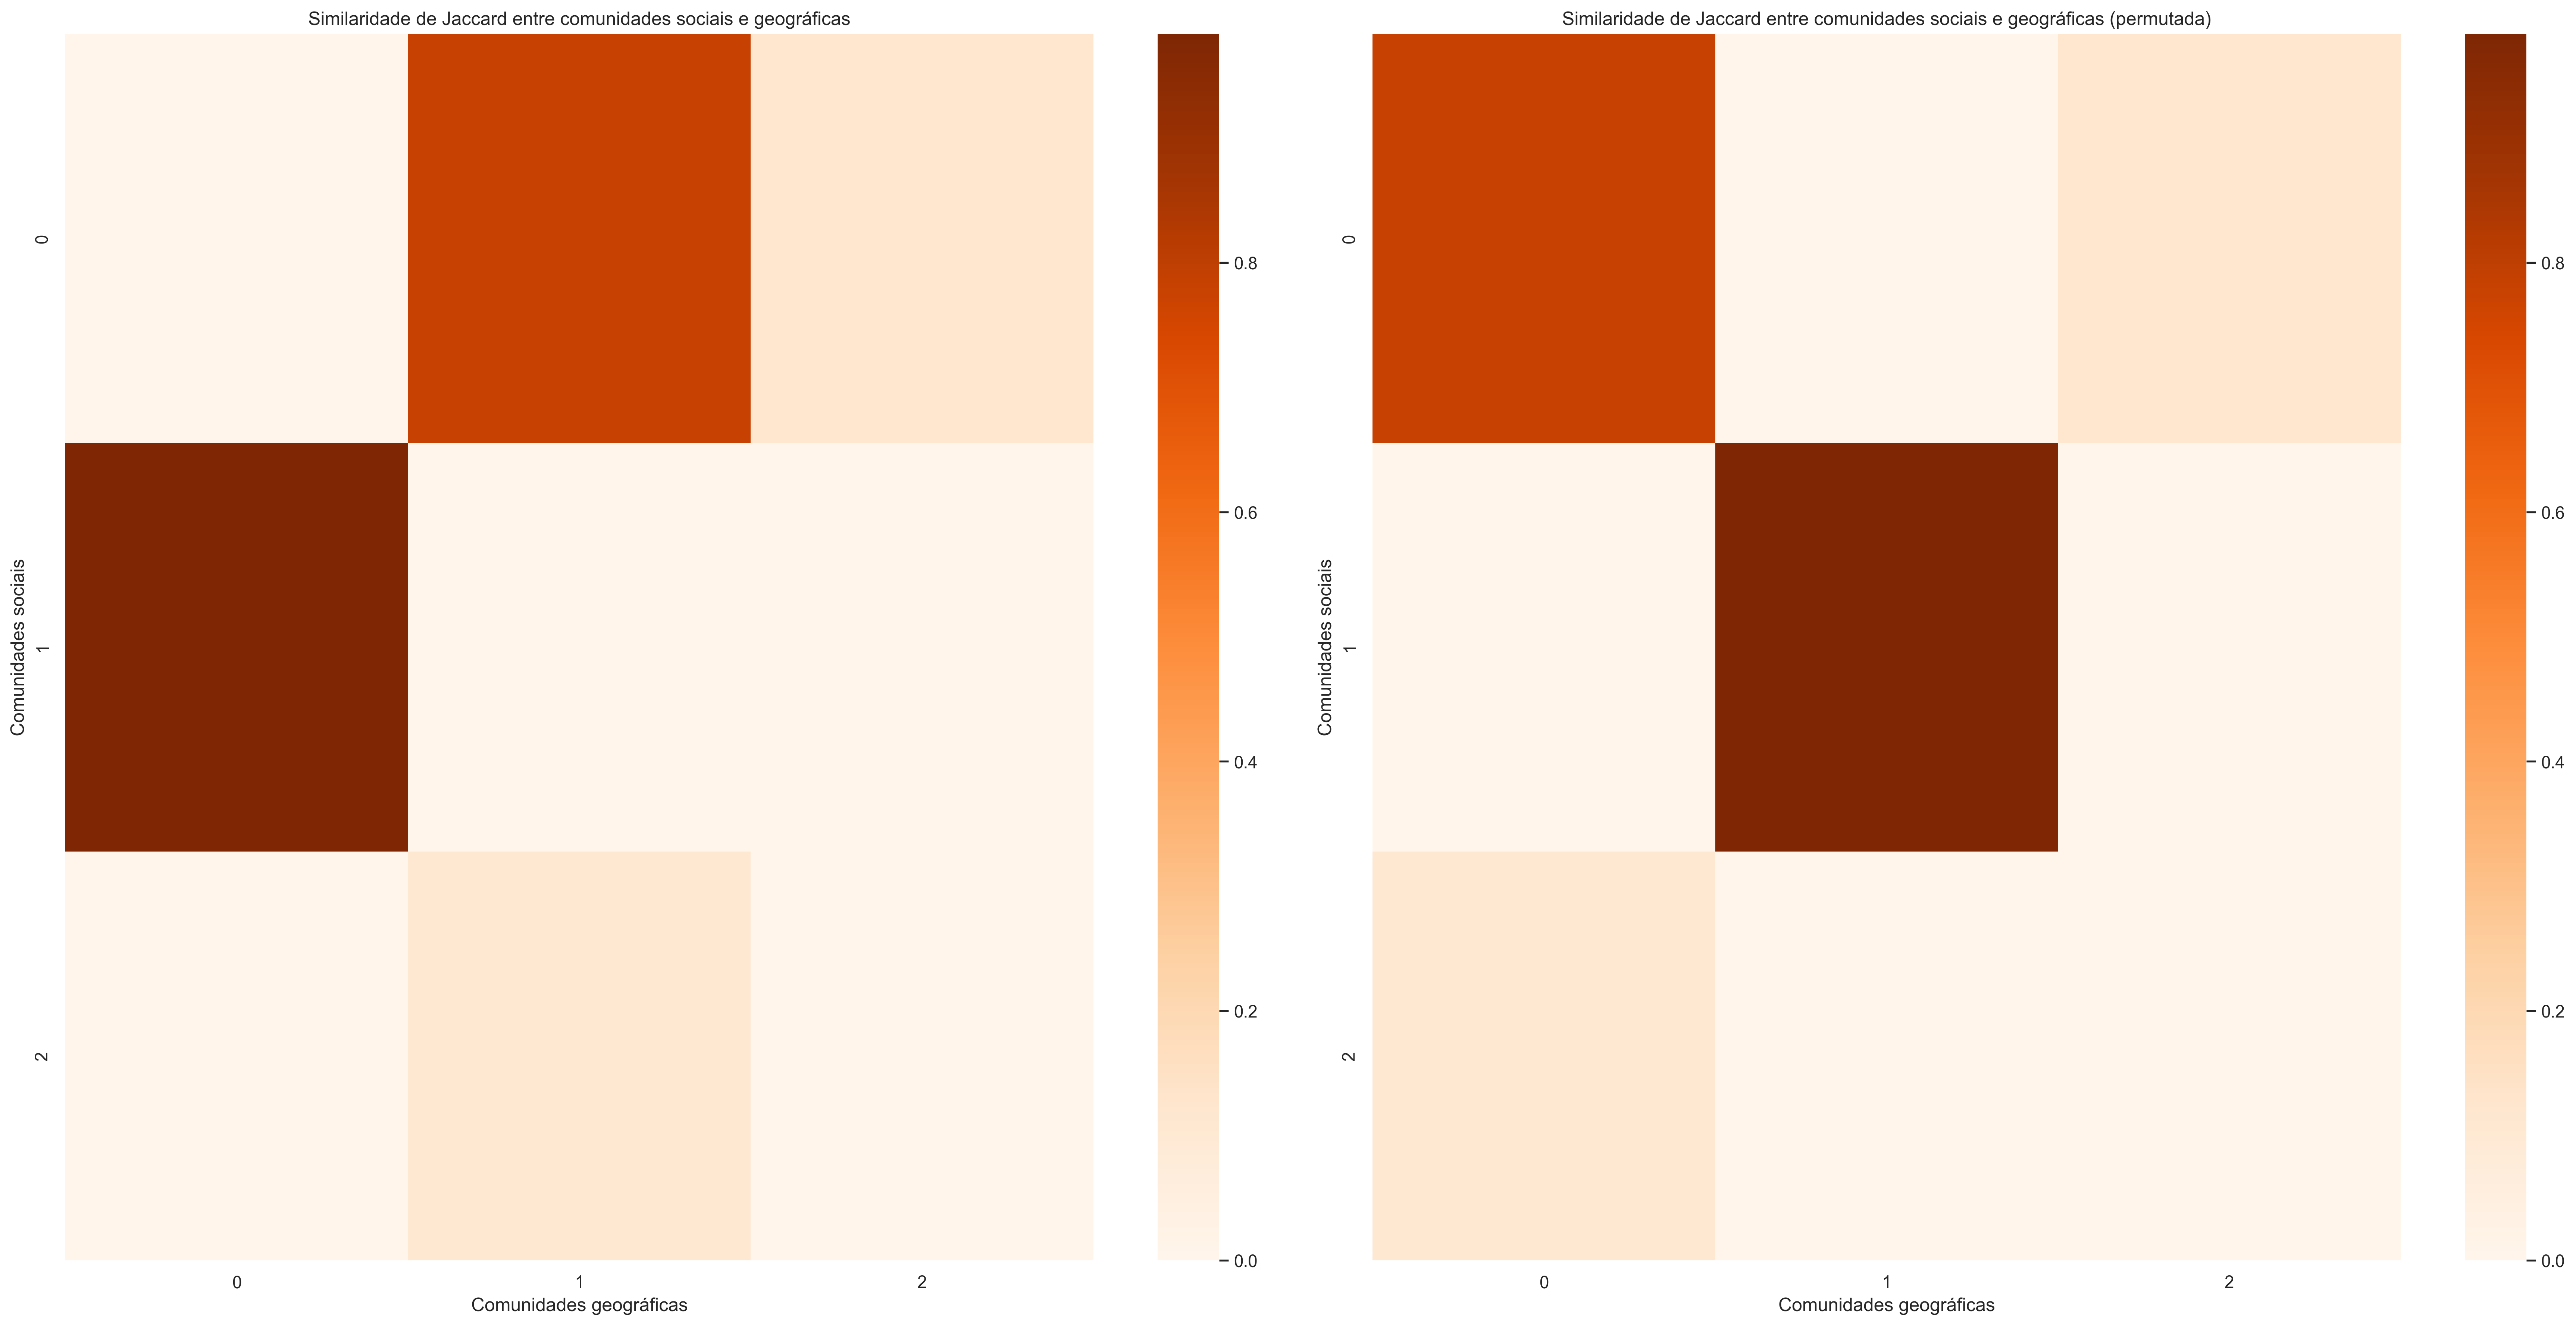 Similaridade de Jaccard entre comunidades sociais e geográficas
Comunidades sociais
0
1
2
0 1 2
Comunidades geográficas
0.8
0.6
0.4
0.2
0.0
Similaridade de Jaccard entre comunidades sociais e geográficas (permutada)
Comunidades sociais
0
1
2
0 1 2
Comunidades geográficas
0.8
0.6
0.4
0.2
0.0